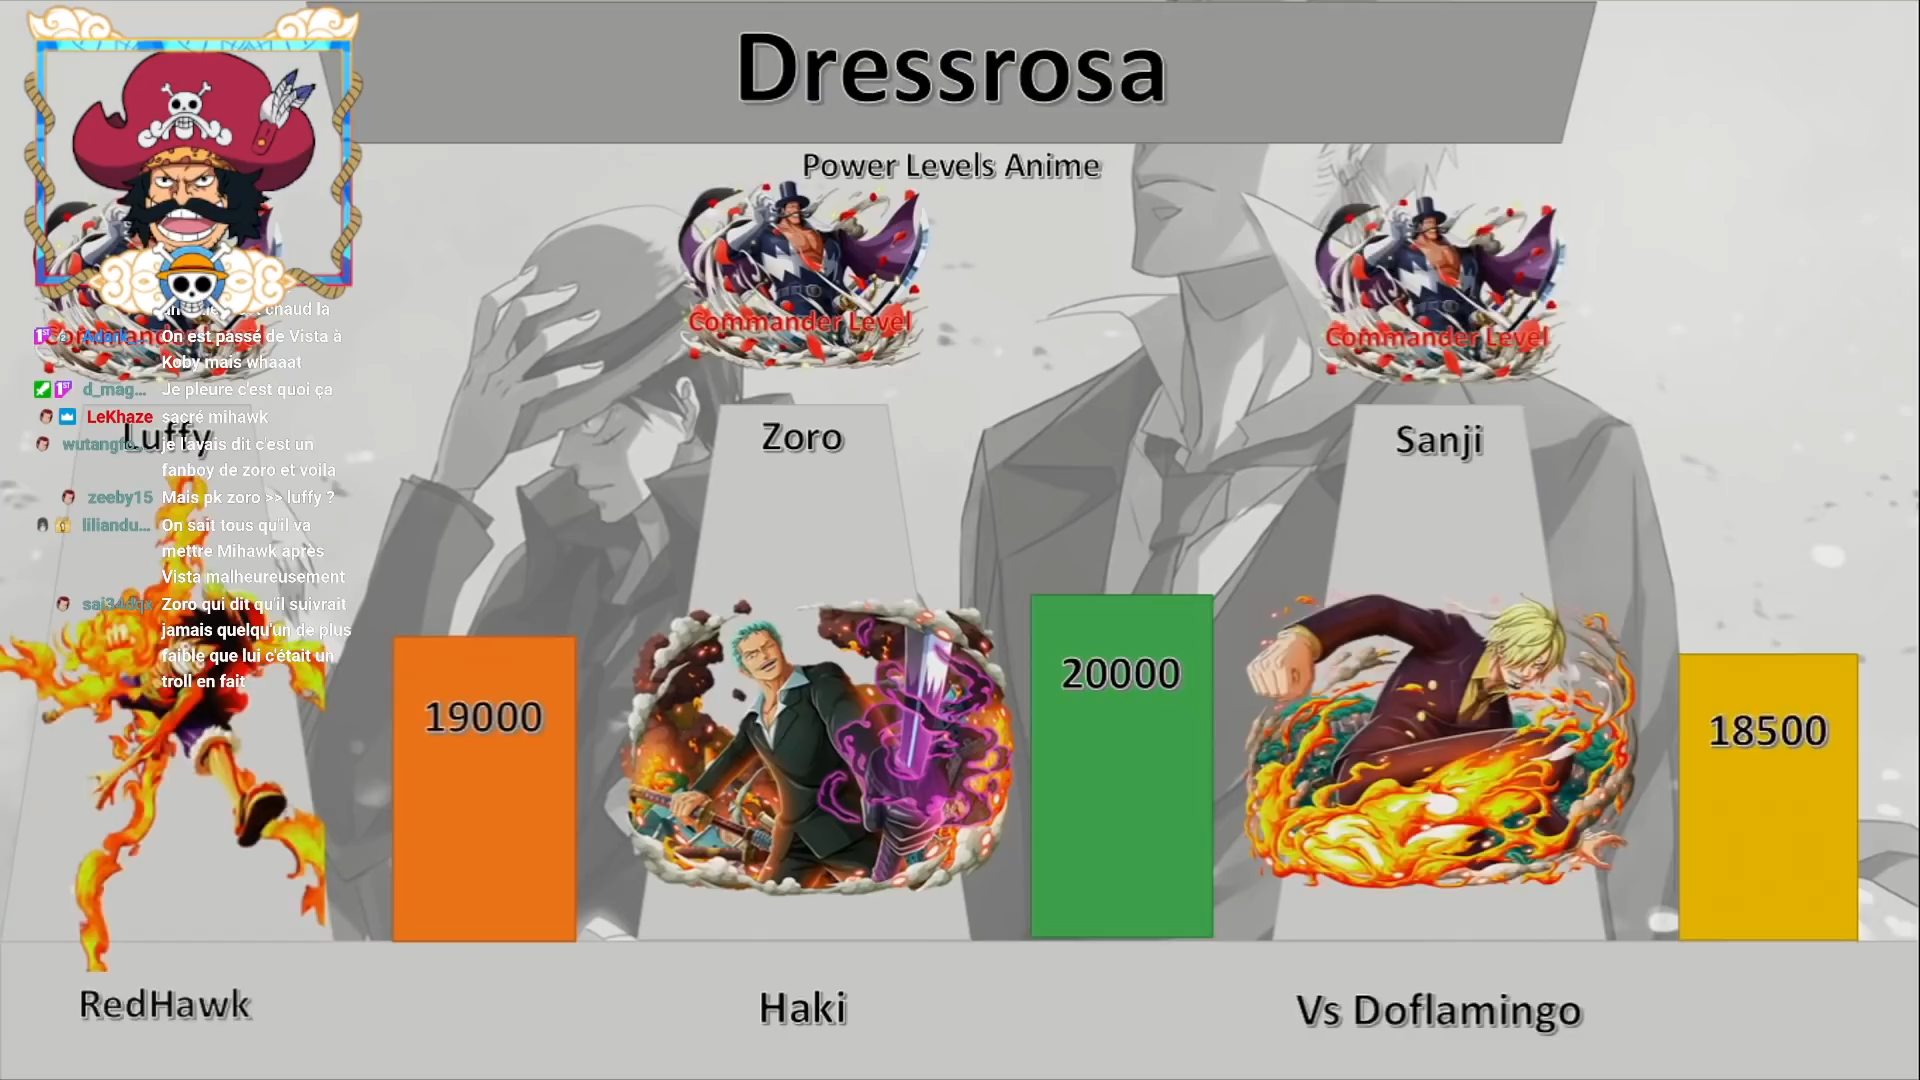 Dressrosa
Power Levels Anime
Commander Level
Commander Level
chaud la
On est passé de Vista à
Koby mais whaaat
d_mag... Je pleure c'est quoi ça
LeKhaze sacré mihawk
Luffy
Zoro
Sanji
je l'avais dit c'est un
fanboy de zoro et voila
zeeby15 Mais pk zoro >> luffy ?
liliandu... On sait tous qu'il va
mettre Mihawk après
Vista malheureusement
Zoro qui dit qu'il suivrait
jamais quelqu'un de plus
faible que lui c'était un
troll en fait
19000
20000
18500
RedHawk
Haki
Vs Doflamingo